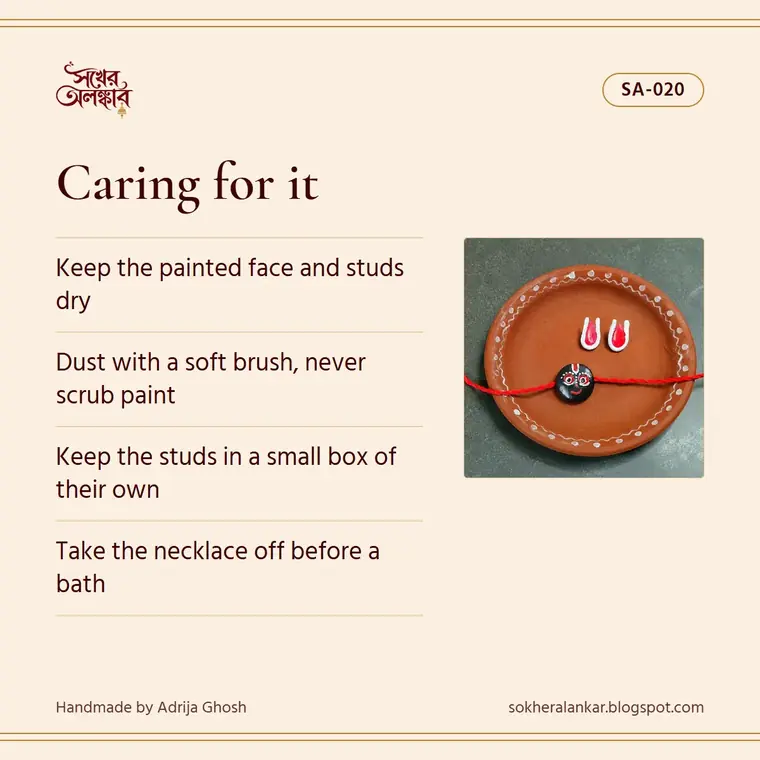 সখের
অলঙ্কার
SA-020
Caring for it
Keep the painted face and studs
dry
Dust with a soft brush, never
scrub paint
Keep the studs in a small box of
their own
Take the necklace off before a
bath
Handmade by Adrija Ghosh
sokheralankar.blogspot.com